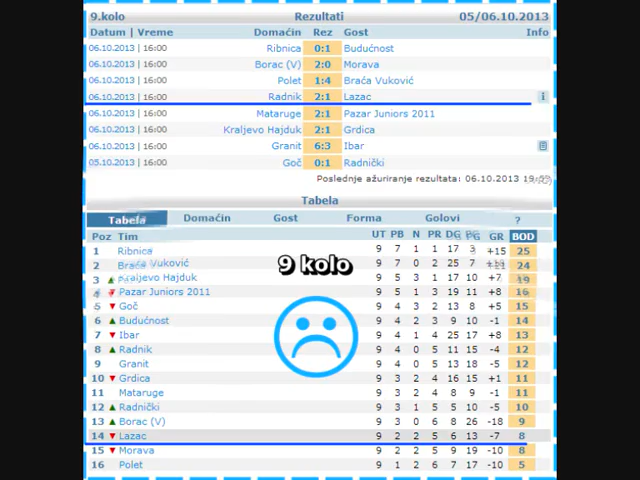 9.kolo Rezultati 05/06.10.2013
Datum | Vreme Domaćin Rez Gost Info
06.10.2013 | 16:00 Ribnica 0:1 Budućnost
06.10.2013 | 16:00 Borac (V) 2:0 Morava
06.10.2013 | 16:00 Polet 1:4 Braća Vuković
06.10.2013 | 16:00 Radnik 2:1 Lazac
06.10.2013 | 16:00 Mataruge 2:1 Pazar Juniors 2011
06.10.2013 | 16:00 Kraljevo Hajduk 2:1 Grdica
06.10.2013 | 16:00 Granit 6:3 Ibar
05.10.2013 | 16:00 Goč 0:1 Radnički
Poslednje ažuriranje rezultata: 06.10.2013
Tabela
Tabela Domaćin Gost Forma Golovi ?
Poz Tim UT PB N PR DG PG GR BOD
1 Ribnica 9 7 1 1 17 3 +15 25
2 Braća Vuković 9 7 0 2 25 7 24
3 Kraljevo Hajduk 9 5 3 1 17 10 +7
4 Pazar Juniors 2011 9 5 1 3 19 11 +8 16
5 Goč 9 4 3 2 13 8 +5 15
6 Budućnost 9 4 2 3 9 10 -1 14
7 Ibar 9 4 1 4 25 17 +8 13
8 Radnik 9 4 0 5 11 15 -4 12
9 Granit 9 4 0 5 13 18 -5 12
10 Grdica 9 3 2 4 16 15 +1 11
11 Mataruge 9 3 2 4 8 9 -1 11
12 Radnički 9 3 1 5 5 10 -5 10
13 Borac (V) 9 3 0 6 8 26 -18 9
14 Lazac 9 2 2 5 6 13 -7 8
15 Morava 9 2 2 5 9 19 -10 8
16 Polet 9 1 2 6 7 17 -10 5
9 kolo